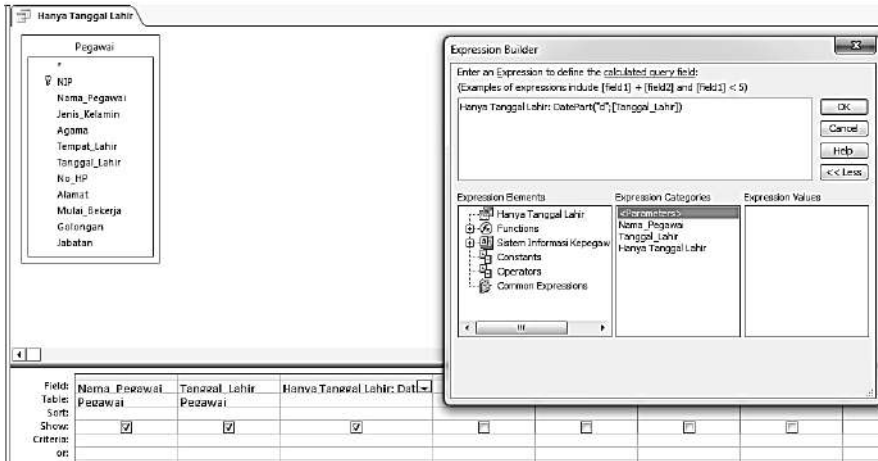 Hanya Tanggal Lahir
Pegawai
*
NIP
Nama_Pegawai
Jenis_Kelamin
Agama
Tempat_Lahir
Tanggal_Lahir
No_HP
Alamat
Mulai_Bekerja
Golongan
Jabatan
Expression Builder
Enter an Expression to define the calculated query field:
(Examples of expressions include [field1] + [field2] and [field1] < 5)
Hanya Tanggal Lahir: DatePart("d";[Tanggal_Lahir])
OK
Cancel
Help
<< Less
Expression Elements
Hanya Tanggal Lahir
Functions
Sistem Informasi Kepegaw
Constants
Operators
Common Expressions
Expression Categories
<Parameters>
Nama_Pegawai
Tanggal_Lahir
Hanya Tanggal Lahir
Expression Values
Field: Nama_Pegawai Tanggal_Lahir Hanya Tanggal Lahir: Dat
Table: Pegawai Pegawai
Sort:
Show:
Criteria:
or: